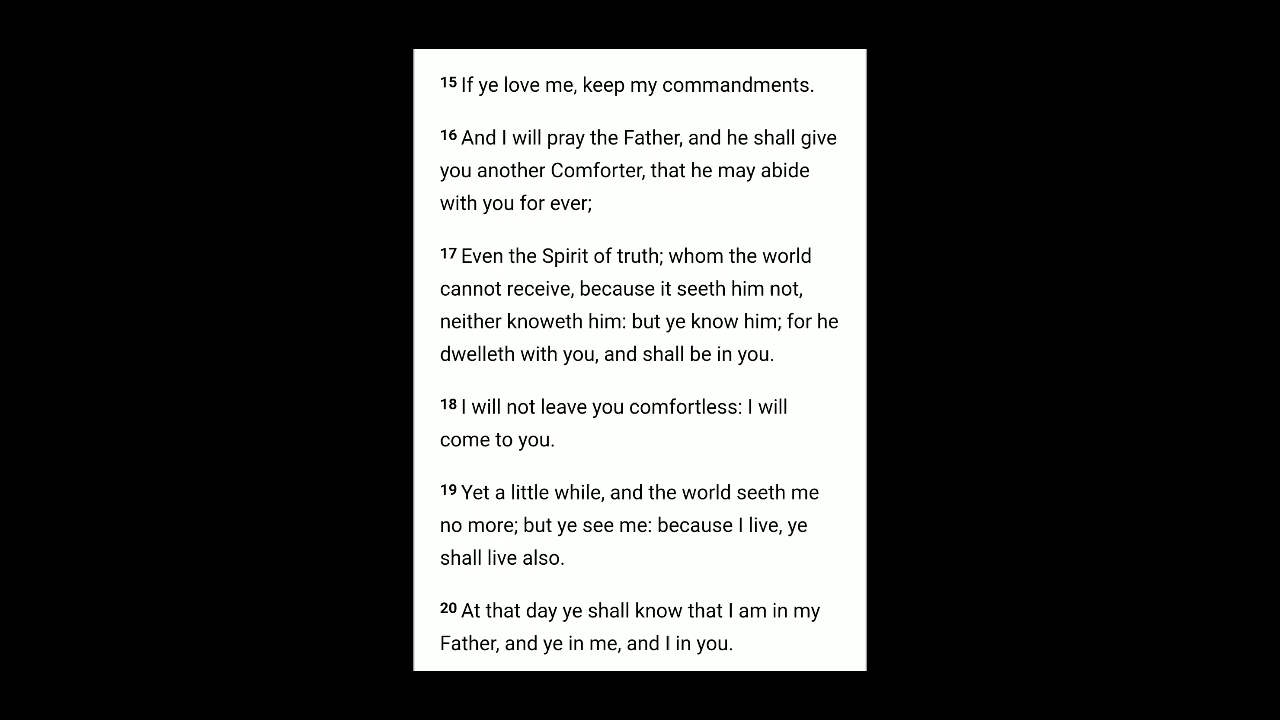 15 If ye love me, keep my commandments.
16 And I will pray the Father, and he shall give
you another Comforter, that he may abide
with you for ever;
17 Even the Spirit of truth; whom the world
cannot receive, because it seeth him not,
neither knoweth him: but ye know him; for he
dwelleth with you, and shall be in you.
18 I will not leave you comfortless: I will
come to you.
19 Yet a little while, and the world seeth me
no more; but ye see me: because I live, ye
shall live also.
20 At that day ye shall know that I am in my
Father, and ye in me, and I in you.